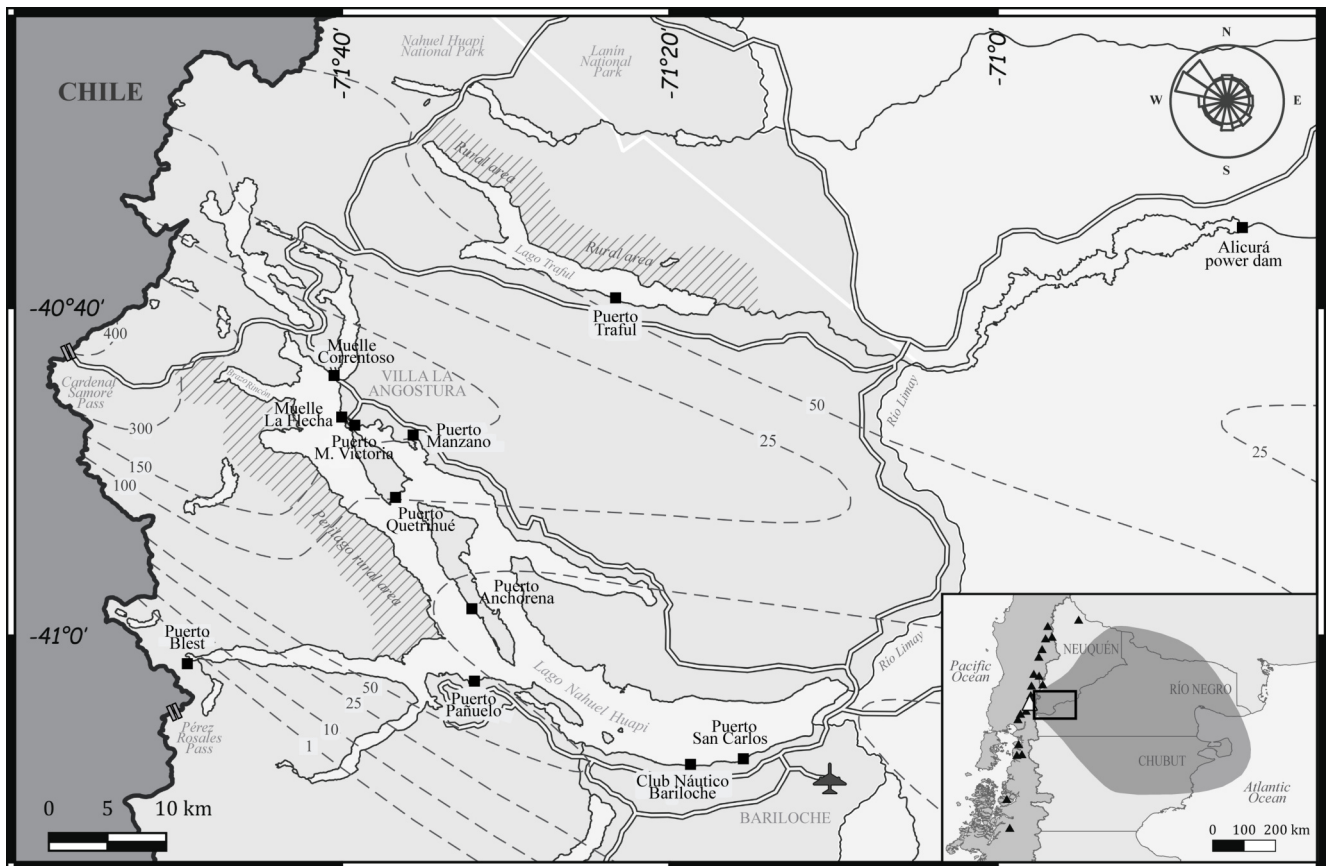 Nahuel Huapi
National Park
Lanín
National
Park
-71°40'
-71°20'
-71°0'
N
W
E
S
CHILE
Rural area
Rural area
Lago Traful
Alicurá
power dam
-40°40'
Puerto
Traful
400
Muelle
Correntoso
VILLA LA
ANGOSTURA
Cardenal
Samoré
Pass
Brazo Rincón
Río Limay
50
300
Muelle
La Flecha
Puerto
M. Victoria
Puerto
Manzano
25
25
150
100
Puerto
Quetrihué
Perilago rural area
Puerto
Anchorena
-41°0'
Puerto
Blest
Río Limay
Lago Nahuel Huapi
50
25
10
1
Puerto
Pañuelo
Pérez
Rosales
Pass
Puerto
San Carlos
Club Náutico
Bariloche
BARILOCHE
0 5 10 km
NEUQUÉN
Pacific
Ocean
RÍO NEGRO
CHUBUT
Atlantic
Ocean
0 100 200 km